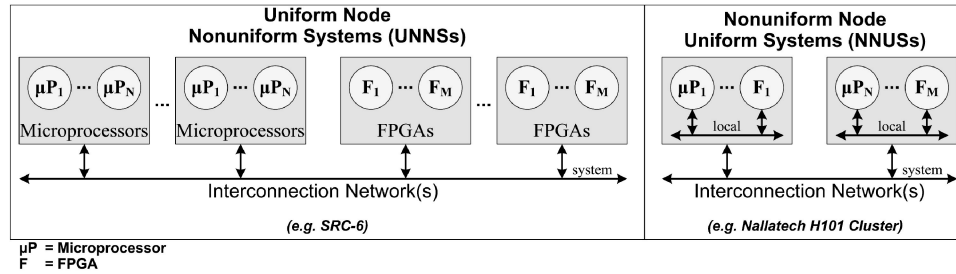 Uniform Node
Nonuniform Systems (UNNSs)
μP1 ... μPN
Microprocessors
...
μP1 ... μPN
Microprocessors
F1 ... FM
FPGAs
...
F1 ... FM
FPGAs
system
Interconnection Network(s)
(e.g. SRC-6)
Nonuniform Node
Uniform Systems (NNUSs)
μP1 ... F1
local
μPN ... FM
local
system
Interconnection Network(s)
(e.g. Nallatech H101 Cluster)
μP = Microprocessor
F = FPGA